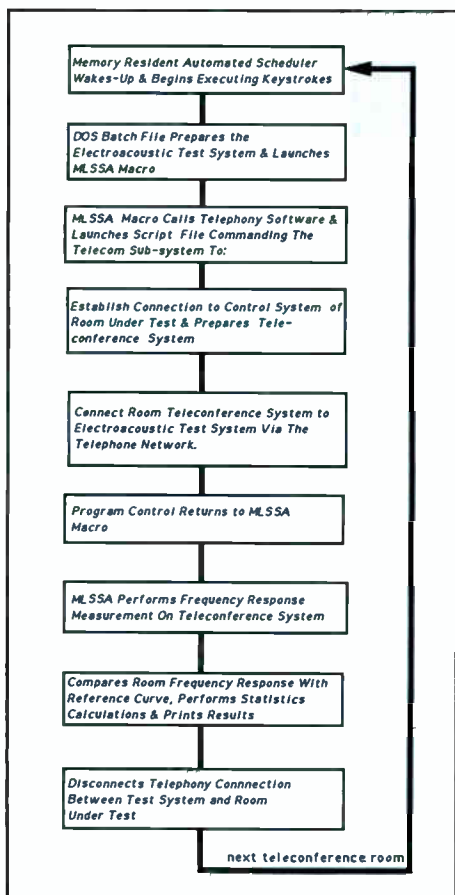 Memory Resident Automated Scheduler
Wakes-Up & Begins Executing Keystrokes
DOS Batch File Prepares the
Electroacoustic Test System & Launches
MLSSA Macro
MLSSA Macro Calls Telephony Software &
Launches Script File Commanding The
Telecom Sub-system To:
Establish Connection to Control System of
Room Under Test & Prepares Tele-
conference System
Connect Room Teleconference System to
Electroacoustic Test System Via The
Telephone Network.
Program Control Returns to MLSSA
Macro
MLSSA Performs Frequency Response
Measurement On Teleconference System
Compares Room Frequency Response With
Reference Curve, Performs Statistics
Calculations & Prints Results
Disconnects Telephony Connnection
Between Test System and Room
Under Test
next teleconference room